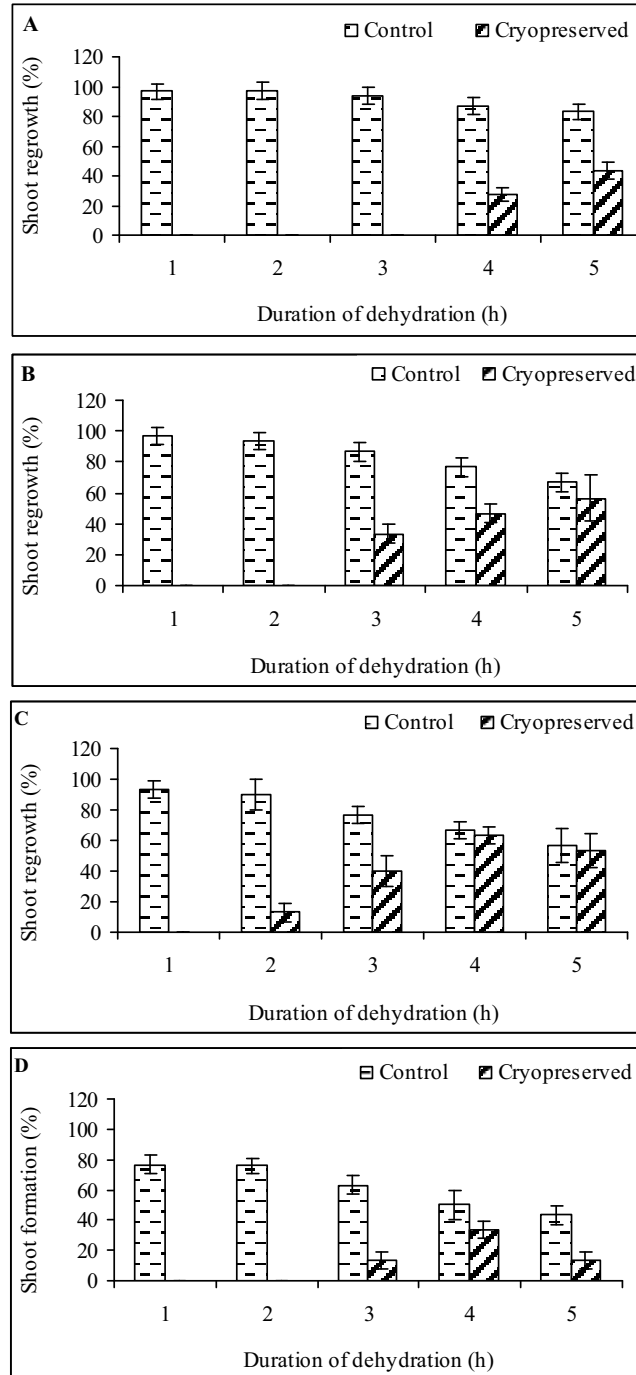 A
Control Cryopreserved
Shoot regrowth (%)
120
100
80
60
40
20
0
1 2 3 4 5
Duration of dehydration (h)
B
Control Cryopreserved
Shoot regrowth (%)
120
100
80
60
40
20
0
1 2 3 4 5
Duration of dehydration (h)
C
Control Cryopreserved
Shoot regrowth (%)
120
100
80
60
40
20
0
1 2 3 4 5
Duration of dehydration (h)
D
Control Cryopreserved
Shoot formation (%)
120
100
80
60
40
20
0
1 2 3 4 5
Duration of dehydration (h)